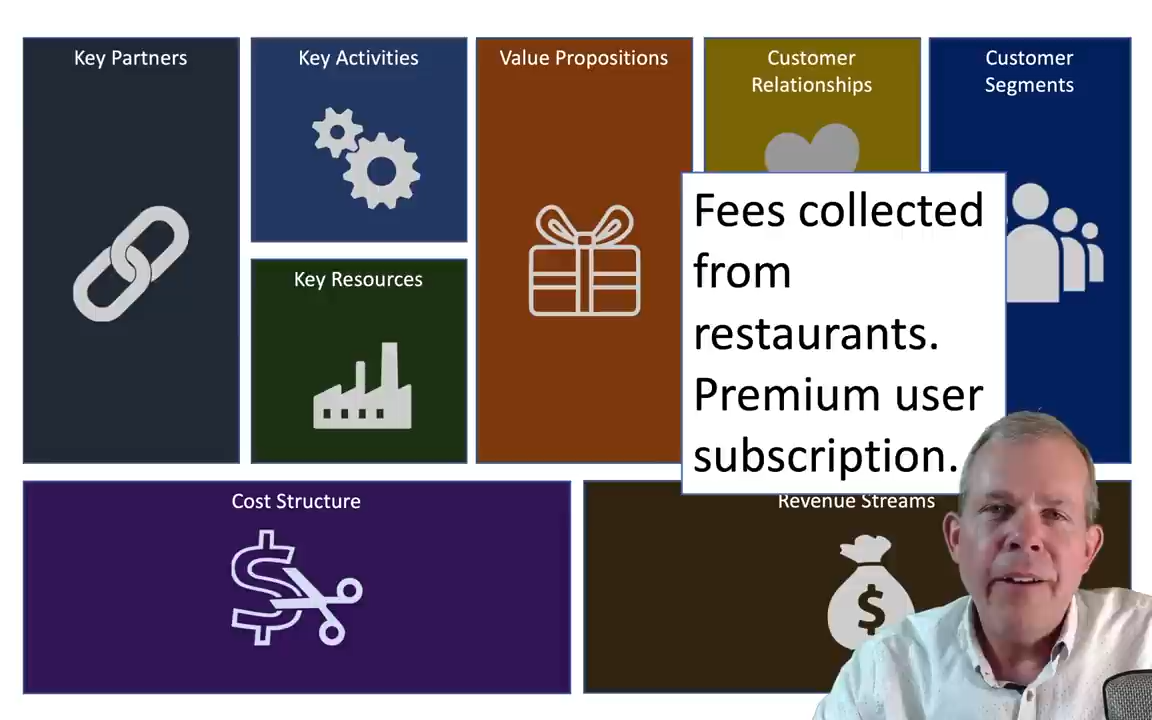 Key Partners
Key Activities
Value Propositions
Customer
Relationships
Customer
Segments
Key Resources
Fees collected
from
restaurants.
Premium user
subscription.
Cost Structure
Revenue Streams